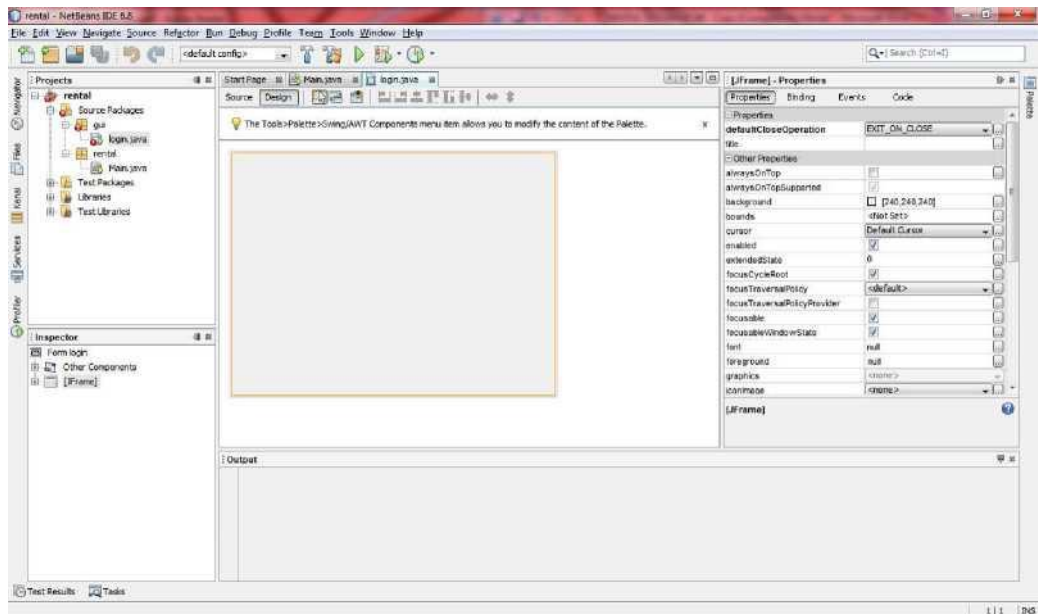 rental - NetBeans IDE 6.8
File Edit View Navigate Source Refactor Run Debug Profile Team Tools Window Help
<default config>
Search (Ctrl+I)
Projects
rental
Source Packages
gui
login.java
rental
Main.java
Test Packages
Libraries
Test Libraries
Navigator
Files
Kenai
Services
Profiler
Inspector
Form login
Other Components
[JFrame]
Start Page
Main.java
login.java
Source
Design
The Tools>Palette>Swing/AWT Components menu item allows you to modify the content of the Palette.
[JFrame] - Properties
Properties Binding Events Code
Properties
defaultCloseOperation EXIT_ON_CLOSE
title
Other Properties
alwaysOnTop
alwaysOnTopSupported
background [240,240,240]
bounds <Not Set>
cursor Default Cursor
enabled
extendedState 0
focusCycleRoot
focusTraversalPolicy <default>
focusTraversalPolicyProvider
focusable
focusableWindowState
font null
foreground null
graphics <none>
iconImage <none>
[JFrame]
Palette
Output
Test Results
Tasks
1|1 INS